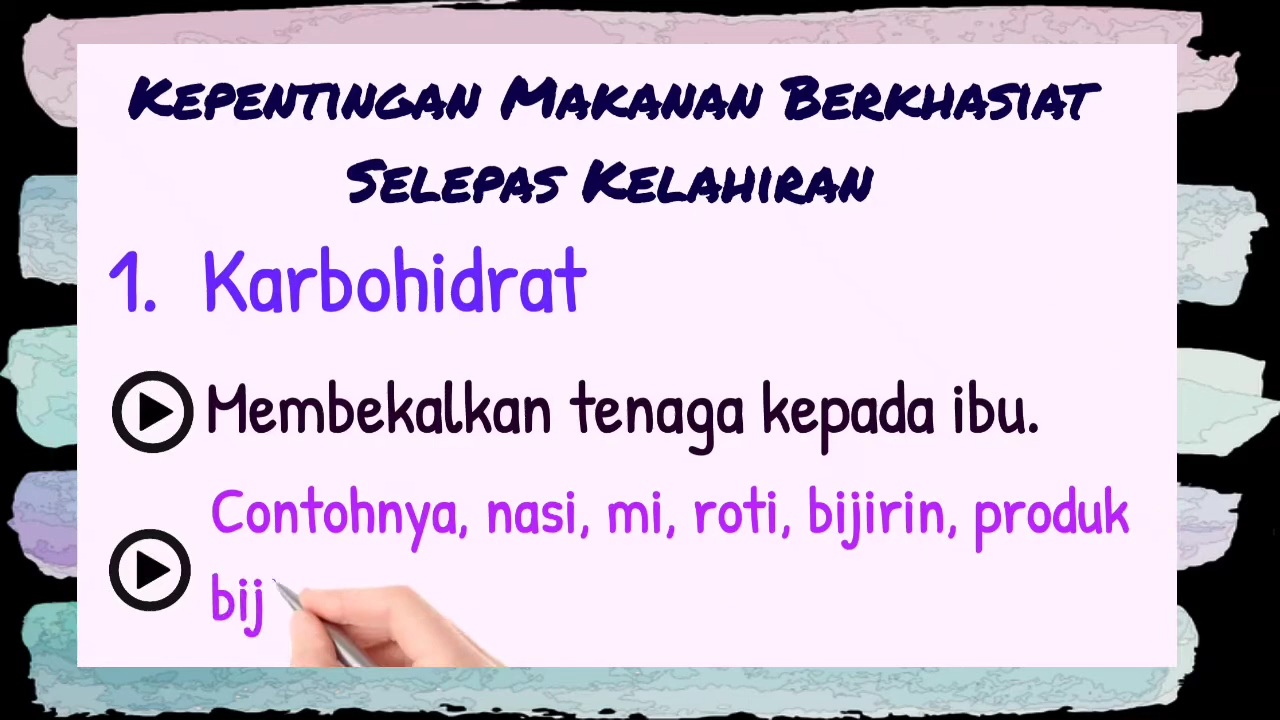 Kepentingan Makanan Berkhasiat
Selepas Kelahiran
1. Karbohidrat
Membekalkan tenaga kepada ibu.
Contohnya, nasi, mi, roti, bijirin, produk
bij